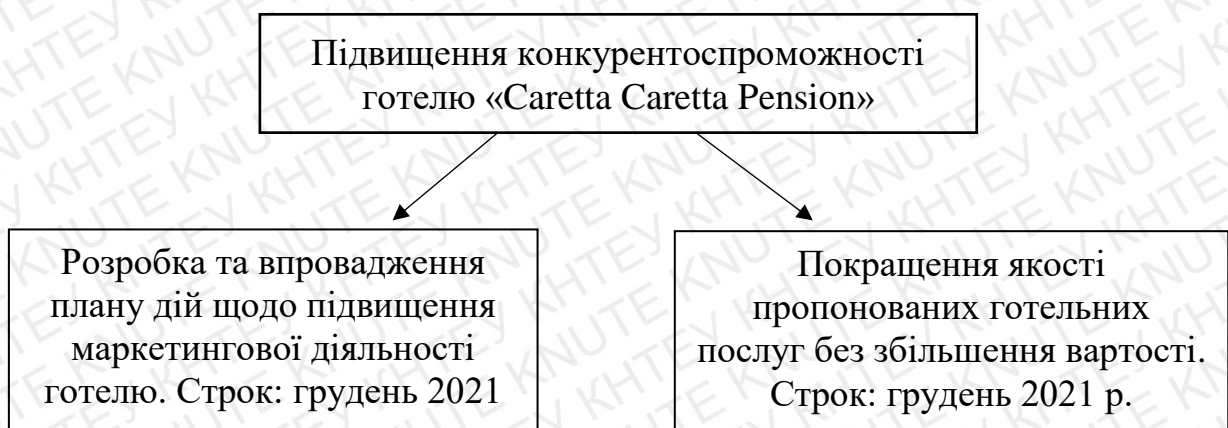 Підвищення конкурентоспроможності
готелю «Caretta Caretta Pension»
Розробка та впровадження
плану дій щодо підвищення
маркетингової діяльності
готелю. Строк: грудень 2021
Покращення якості
пропонованих готельних
послуг без збільшення вартості.
Строк: грудень 2021 р.